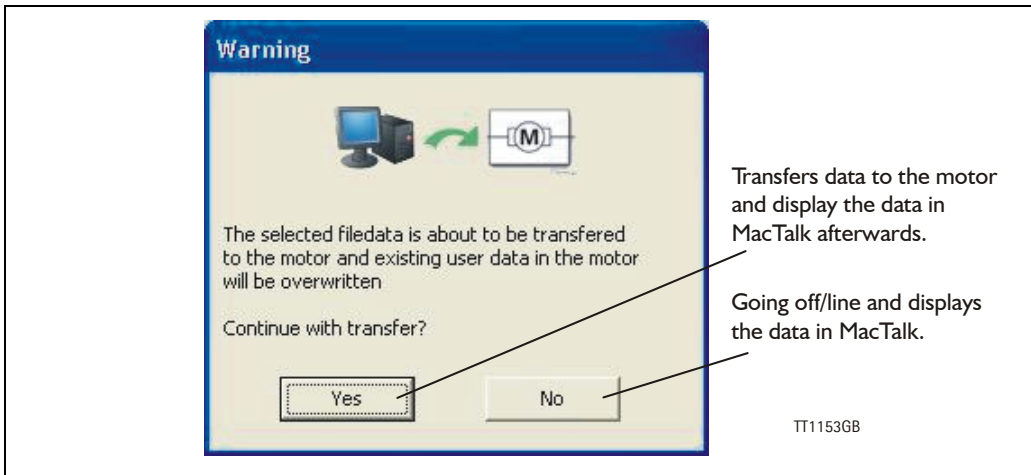 Warning
M
The selected filedata is about to be transfered
to the motor and existing user data in the motor
will be overwritten
Continue with transfer?
Yes
No
Transfers data to the motor
and display the data in
MacTalk afterwards.
Going off/line and displays
the data in MacTalk.
TT1153GB